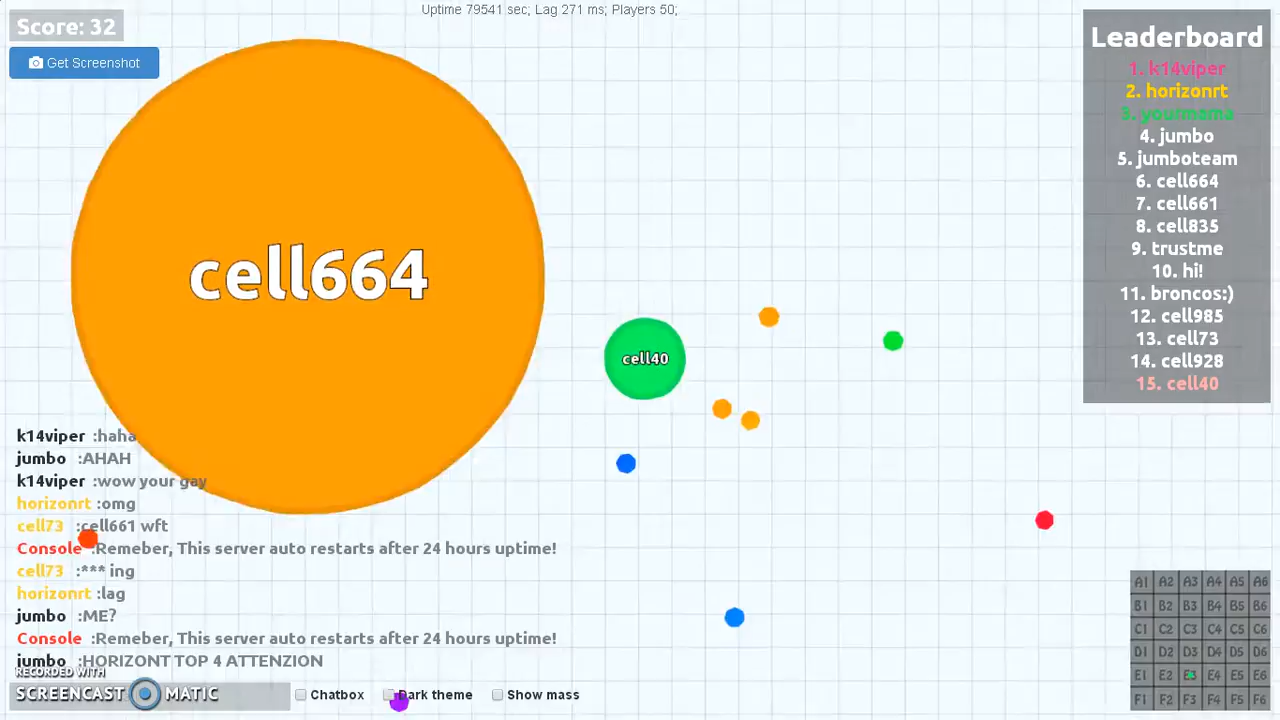 Uptime 79541 sec; Lag 271 ms; Players 50;
Score: 32
Get Screenshot
Leaderboard
1. k14viper
2. horizonrt
3. yourmama
4. jumbo
5. jumboteam
6. cell664
7. cell661
8. cell835
9. trustme
10. hi!
11. broncos:)
12. cell985
13. cell73
14. cell928
15. cell40
cell664
cell40
k14viper :haha
jumbo :AHAH
k14viper :wow your gay
horizonrt :omg
cell73 :cell661 wft
Console :Remeber, This server auto restarts after 24 hours uptime!
cell73 :*** ing
horizonrt :lag
jumbo :ME?
Console :Remeber, This server auto restarts after 24 hours uptime!
jumbo :HORIZONT TOP 4 ATTENZION
RECORDED WITH
SCREENCAST MATIC
Chatbox Dark theme Show mass
A1 A2 A3 A4 A5 A6
B1 B2 B3 B4 B5 B6
C1 C2 C3 C4 C5 C6
D1 D2 D3 D4 D5 D6
E1 E2 E3 E4 E5 E6
F1 F2 F3 F4 F5 F6